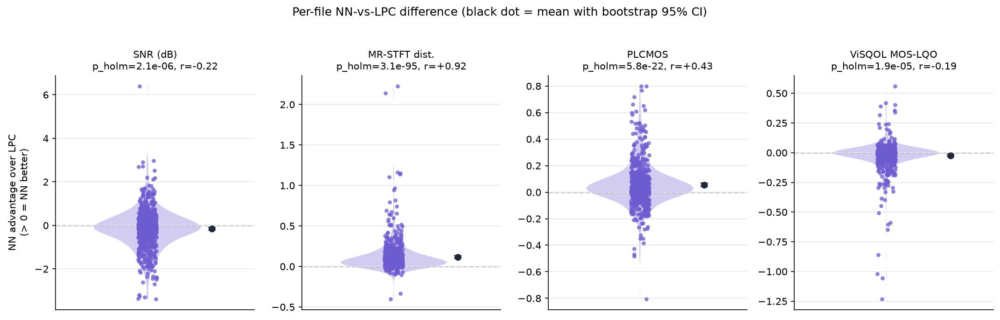 Per-file NN-vs-LPC difference (black dot = mean with bootstrap 95% CI)
NN advantage over LPC
(> 0 = NN better)
SNR (dB)
p_holm=2.1e-06, r=-0.22
6
4
2
0
−2
MR-STFT dist.
p_holm=3.1e-95, r=+0.92
2.0
1.5
1.0
0.5
0.0
−0.5
PLCMOS
p_holm=5.8e-22, r=+0.43
0.8
0.6
0.4
0.2
0.0
−0.2
−0.4
−0.6
−0.8
ViSQOL MOS-LQO
p_holm=1.9e-05, r=-0.19
0.50
0.25
0.00
−0.25
−0.50
−0.75
−1.00
−1.25